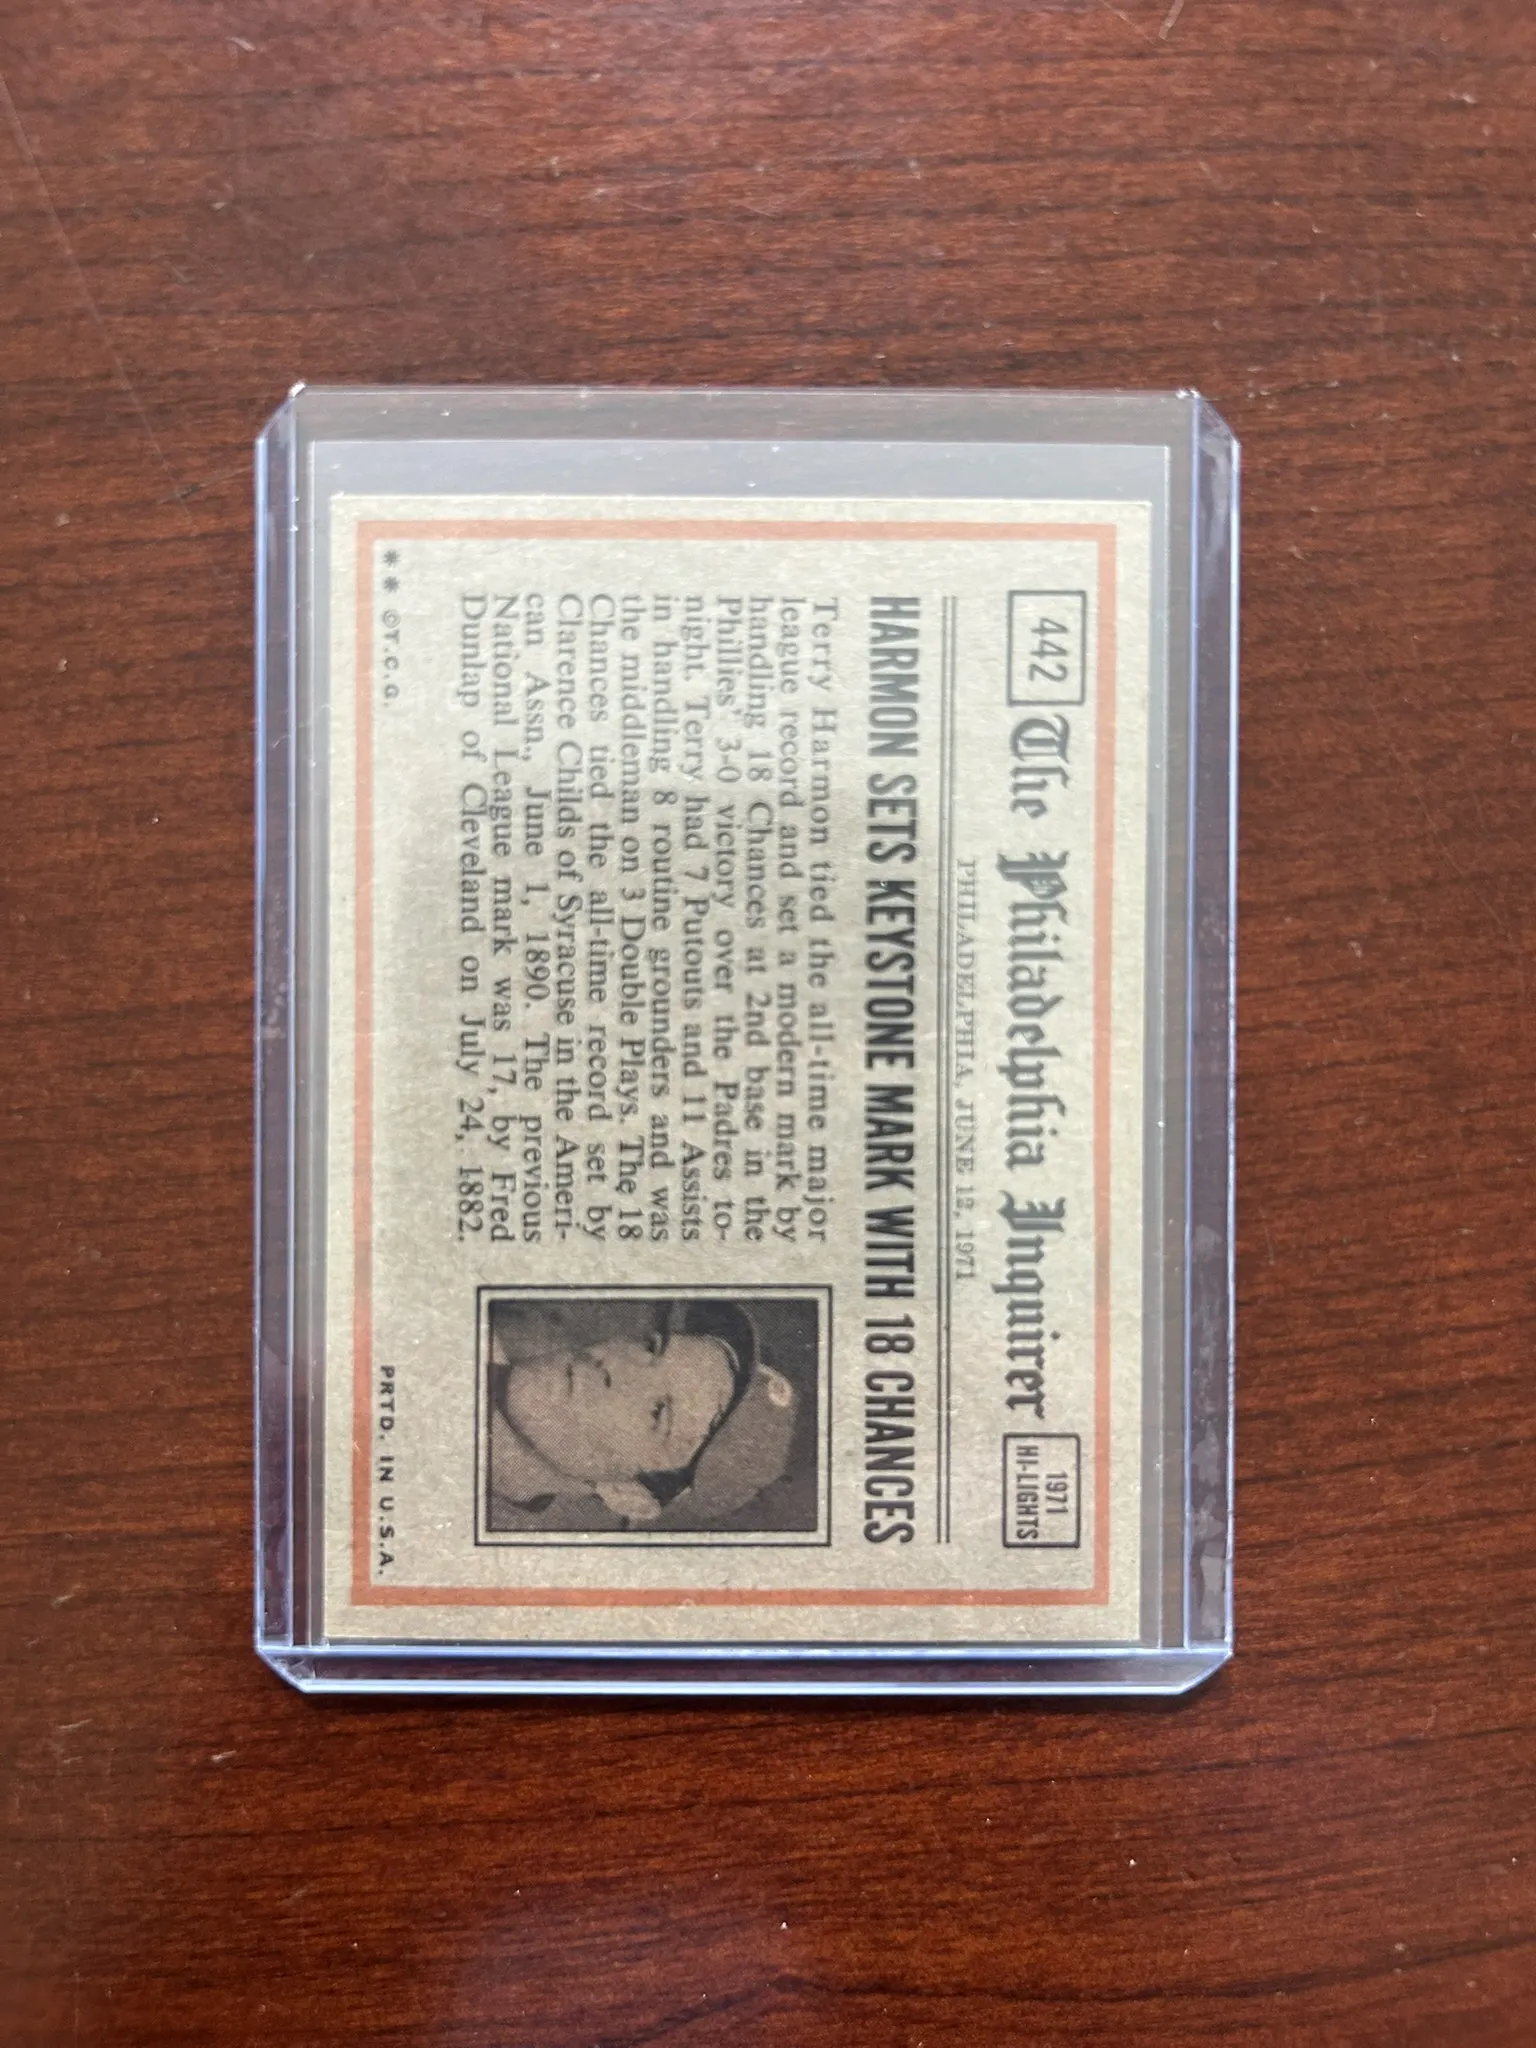 442
The Philadelphia Inquirer
1971
HI-LIGHTS
PHILADELPHIA, JUNE 12, 1971
HARMON SETS KEYSTONE MARK WITH 18 CHANCES
Terry Harmon tied the all-time major
league record and set a modern mark by
handling 18 Chances at 2nd base in the
Phillies' 3-0 victory over the Padres to-
night. Terry had 7 Putouts and 11 Assists
in handling 8 routine grounders and was
the middleman on 3 Double Plays. The 18
Chances tied the all-time record set by
Clarence Childs of Syracuse in the Ameri-
can Assn., June 1, 1890. The previous
National League mark was 17, by Fred
Dunlap of Cleveland on July 24, 1882.
** ©T.C.G.
PRTD. IN U.S.A.